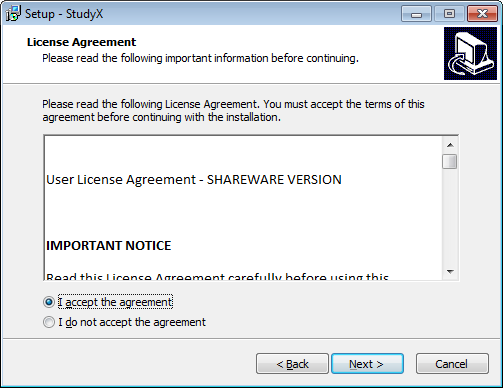 Setup - StudyX
License Agreement
Please read the following important information before continuing.
Please read the following License Agreement. You must accept the terms of this
agreement before continuing with the installation.
User License Agreement - SHAREWARE VERSION
IMPORTANT NOTICE
Read this License Agreement carefully before using this
I accept the agreement
I do not accept the agreement
< Back
Next >
Cancel